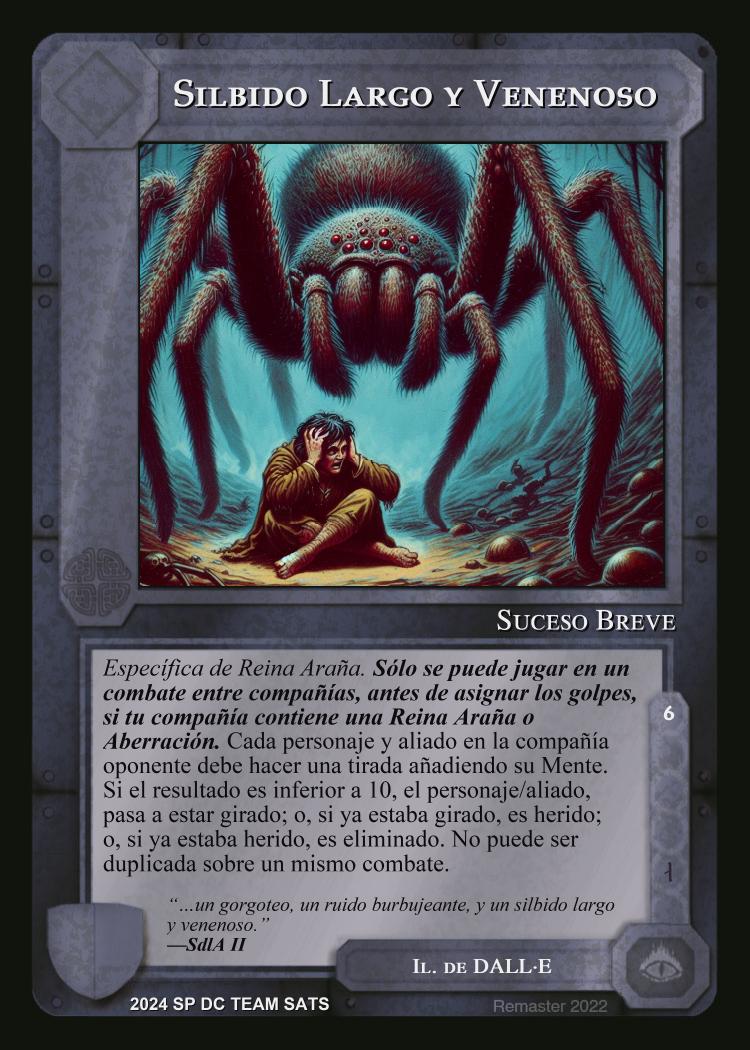 Silbido Largo y Venenoso
Suceso Breve
Específica de Reina Araña. Sólo se puede jugar en un
combate entre compañías, antes de asignar los golpes,
si tu compañía contiene una Reina Araña o
Aberración. Cada personaje y aliado en la compañía
oponente debe hacer una tirada añadiendo su Mente.
Si el resultado es inferior a 10, el personaje/aliado,
pasa a estar girado; o, si ya estaba girado, es herido;
o, si ya estaba herido, es eliminado. No puede ser
duplicada sobre un mismo combate.
6
“...un gorgoteo, un ruido burbujeante, y un silbido largo
y venenoso.”
—SdlA II
Il. de DALL·E
2024 SP DC TEAM SATS
Remaster 2022